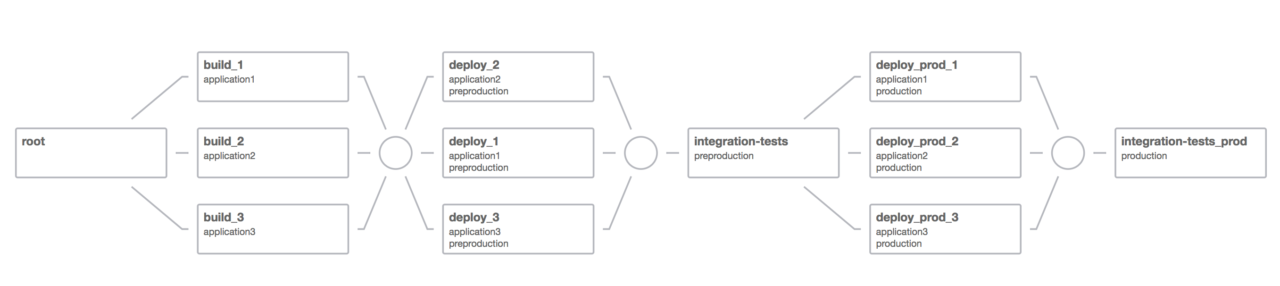 root
build_1
application1
build_2
application2
build_3
application3
deploy_2
application2
preproduction
deploy_1
application1
preproduction
deploy_3
application3
preproduction
integration-tests
preproduction
deploy_prod_1
application1
production
deploy_prod_2
application2
production
deploy_prod_3
application3
production
integration-tests_prod
production